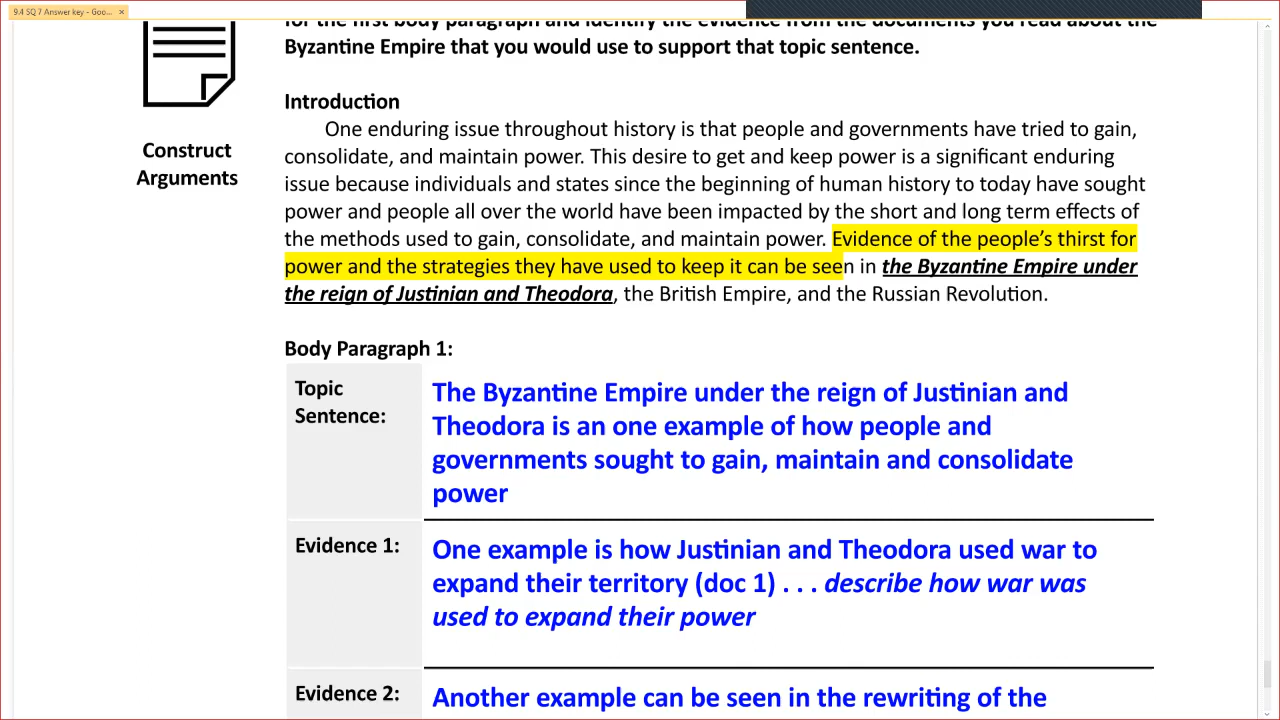 9.4 SQ 7 Answer key - Goo...
for the first body paragraph and identify the evidence from the documents you read about the
Byzantine Empire that you would use to support that topic sentence.
Construct
Arguments
Introduction
One enduring issue throughout history is that people and governments have tried to gain,
consolidate, and maintain power. This desire to get and keep power is a significant enduring
issue because individuals and states since the beginning of human history to today have sought
power and people all over the world have been impacted by the short and long term effects of
the methods used to gain, consolidate, and maintain power. Evidence of the people’s thirst for
power and the strategies they have used to keep it can be seen in the Byzantine Empire under
the reign of Justinian and Theodora, the British Empire, and the Russian Revolution.
Body Paragraph 1:
Topic
Sentence:
The Byzantine Empire under the reign of Justinian and
Theodora is an one example of how people and
governments sought to gain, maintain and consolidate
power
Evidence 1:
One example is how Justinian and Theodora used war to
expand their territory (doc 1) . . . describe how war was
used to expand their power
Evidence 2:
Another example can be seen in the rewriting of the